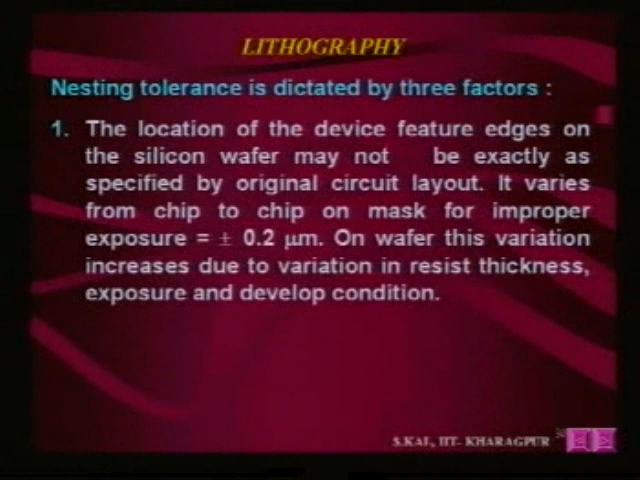 LITHOGRAPHY
Nesting tolerance is dictated by three factors :
1. The location of the device feature edges on
the silicon wafer may not be exactly as
specified by original circuit layout. It varies
from chip to chip on mask for improper
exposure = ± 0.2 µm. On wafer this variation
increases due to variation in resist thickness,
exposure and develop condition.
S.KAL, IIT- KHARAGPUR